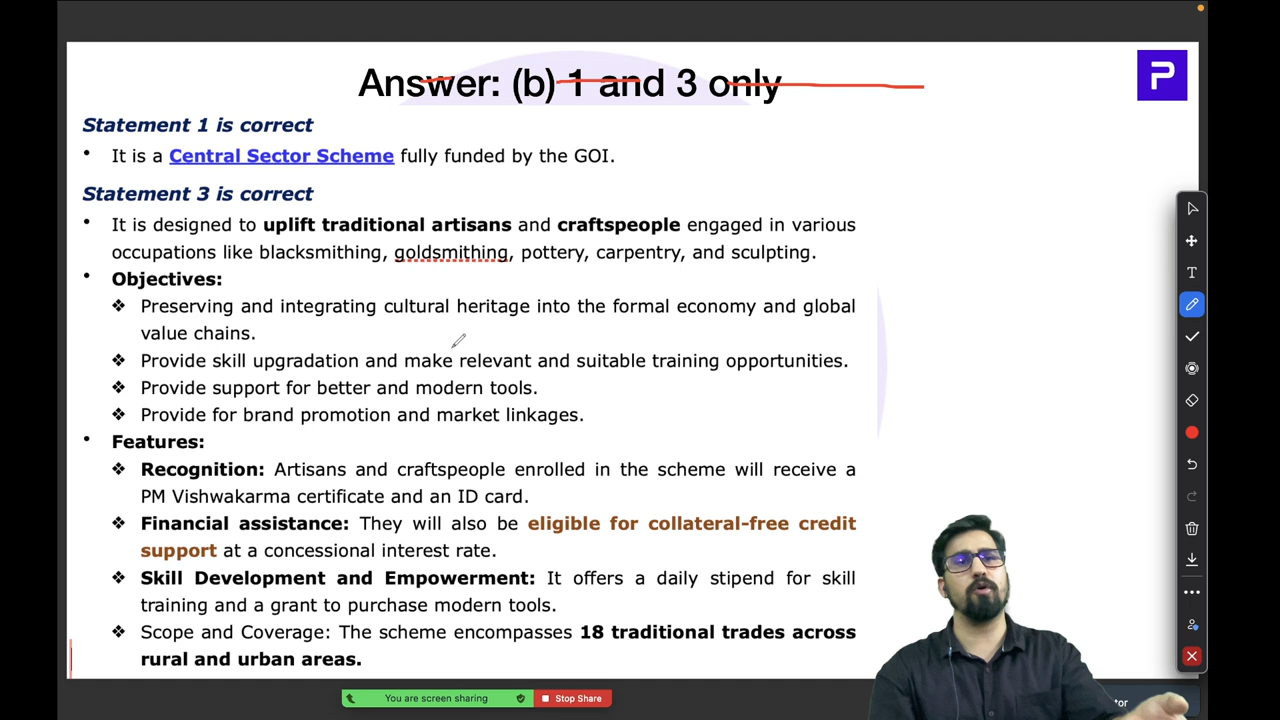 Answer: (b) 1 and 3 only
P
Statement 1 is correct
• It is a Central Sector Scheme fully funded by the GOI.
Statement 3 is correct
• It is designed to uplift traditional artisans and craftspeople engaged in various
occupations like blacksmithing, goldsmithing, pottery, carpentry, and sculpting.
• Objectives:
❖ Preserving and integrating cultural heritage into the formal economy and global
value chains.
❖ Provide skill upgradation and make relevant and suitable training opportunities.
❖ Provide support for better and modern tools.
❖ Provide for brand promotion and market linkages.
• Features:
❖ Recognition: Artisans and craftspeople enrolled in the scheme will receive a
PM Vishwakarma certificate and an ID card.
❖ Financial assistance: They will also be eligible for collateral-free credit
support at a concessional interest rate.
❖ Skill Development and Empowerment: It offers a daily stipend for skill
training and a grant to purchase modern tools.
❖ Scope and Coverage: The scheme encompasses 18 traditional trades across
rural and urban areas.
You are screen sharing
Stop Share